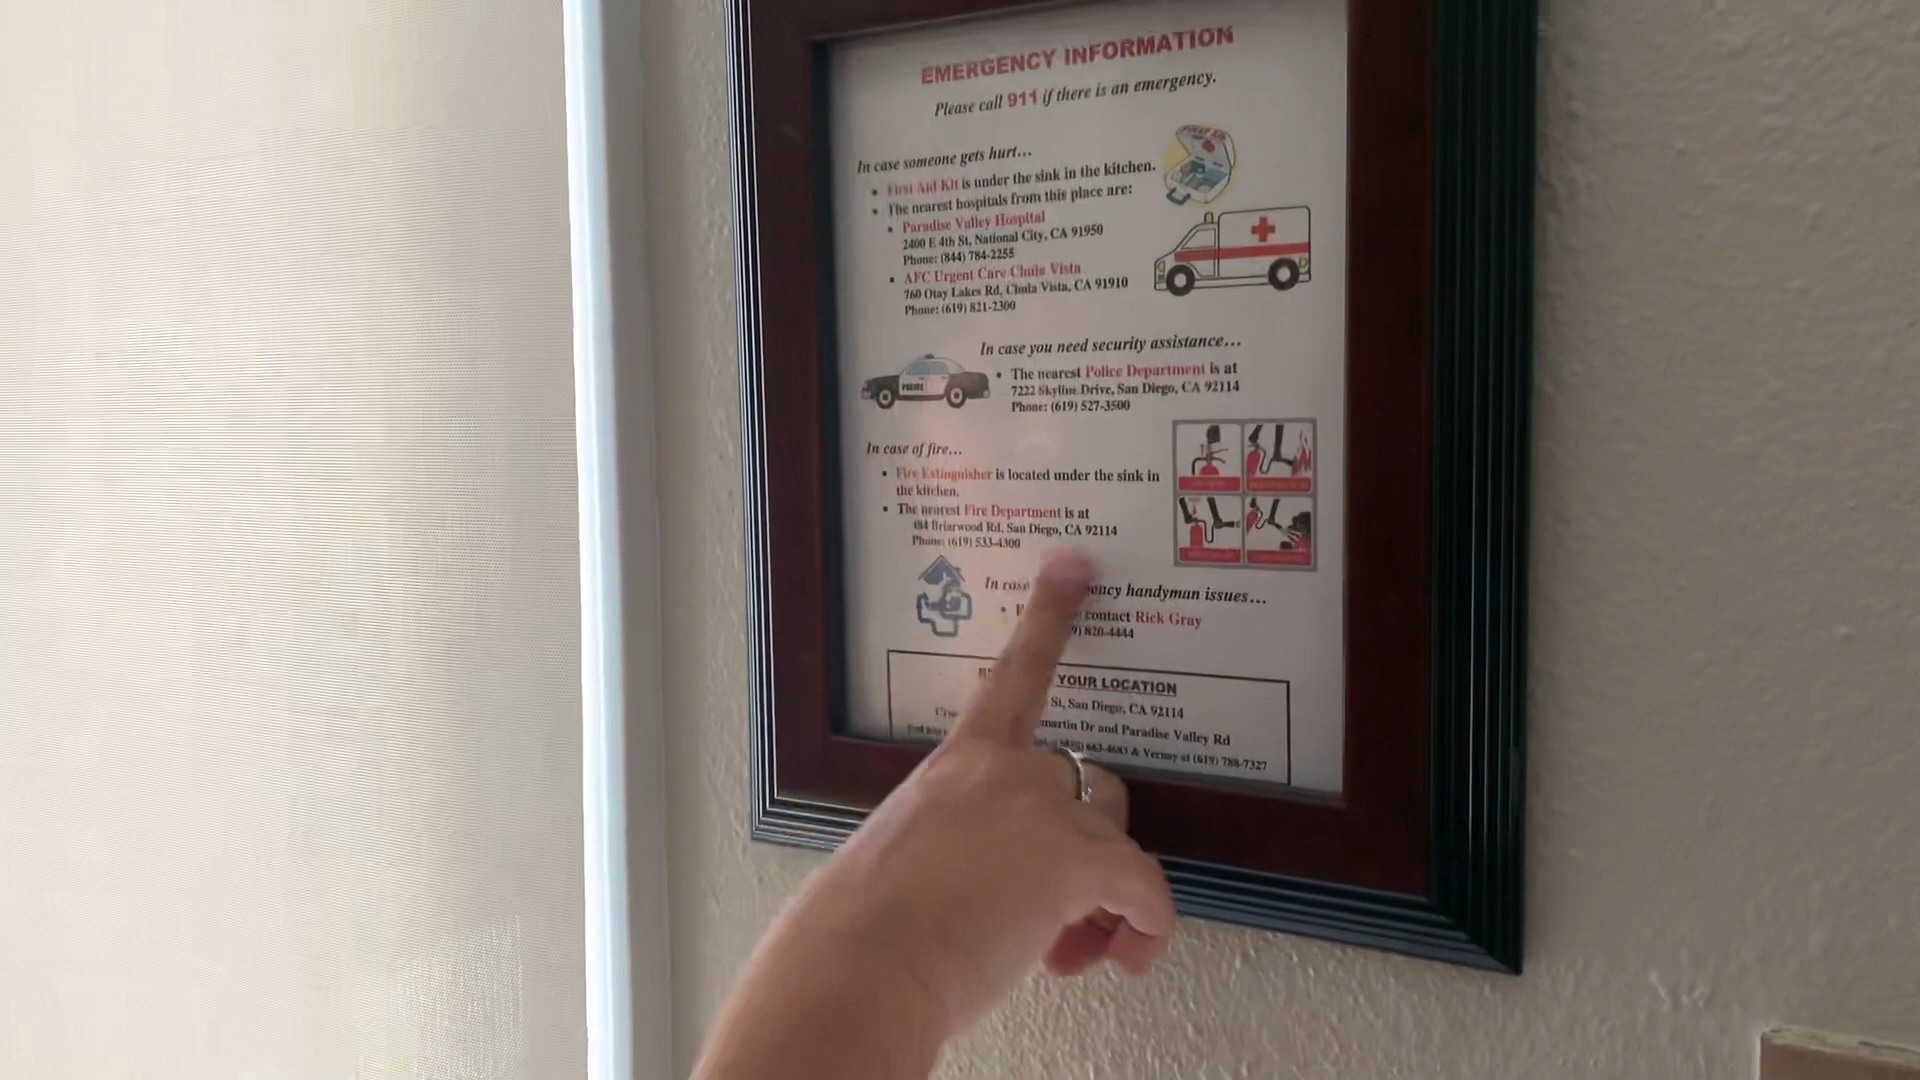 EMERGENCY INFORMATION
Please call 911 if there is an emergency.
In case someone gets hurt...
First Aid Kit is under the sink in the kitchen.
The nearest hospitals from this place are:
Paradise Valley Hospital
2400 E 4th St, National City, CA 91950
Phone: (844) 784-2255
AFC Urgent Care Chula Vista
760 Otay Lakes Rd, Chula Vista, CA 91910
Phone: (619) 821-2300
In case you need security assistance...
The nearest Police Department is at
7222 Skyline Drive, San Diego, CA 92114
Phone: (619) 527-3500
POLICE
In case of fire...
Fire Extinguisher is located under the sink in
the kitchen.
The nearest Fire Department is at
484 Briarwood Rd, San Diego, CA 92114
Phone: (619) 533-4300
In case handyman issues...
contact Rick Gray
9) 820-4444
YOUR LOCATION
St, San Diego, CA 92114
martin Dr and Paradise Valley Rd
663-4683 & Vernay at (619) 788-7327